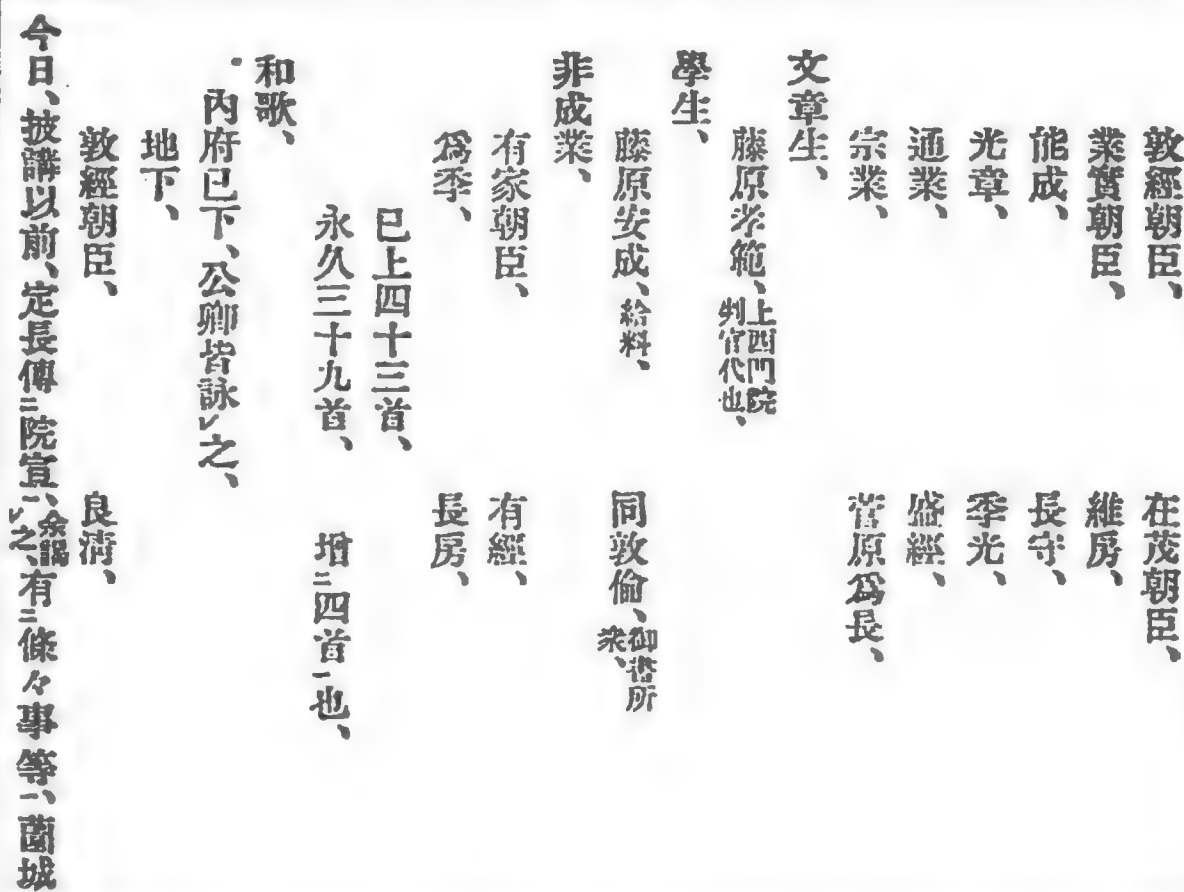 敦經朝臣、　在茂朝臣、
業實朝臣、　維房、
能成、　長守、
光章、　季光、
通業、　盛經、
宗業、　菅原爲長、
文章生、
藤原孝範、上西門院判官代也、
學生、
藤原安成、給料、　同敦倫、御書所衆、
非成業、
有家朝臣、　有經、
爲季、　長房、
已上四十三首、
永久三十九首、　增㆓四首㆒也、
和歌、
内府已下、公卿皆詠㆑之、
地下、
敦經朝臣、　良清、
今日、披講以前、定長傳㆓院宣㆒、余謁㆑之、有㆓條々事等㆒、薗城